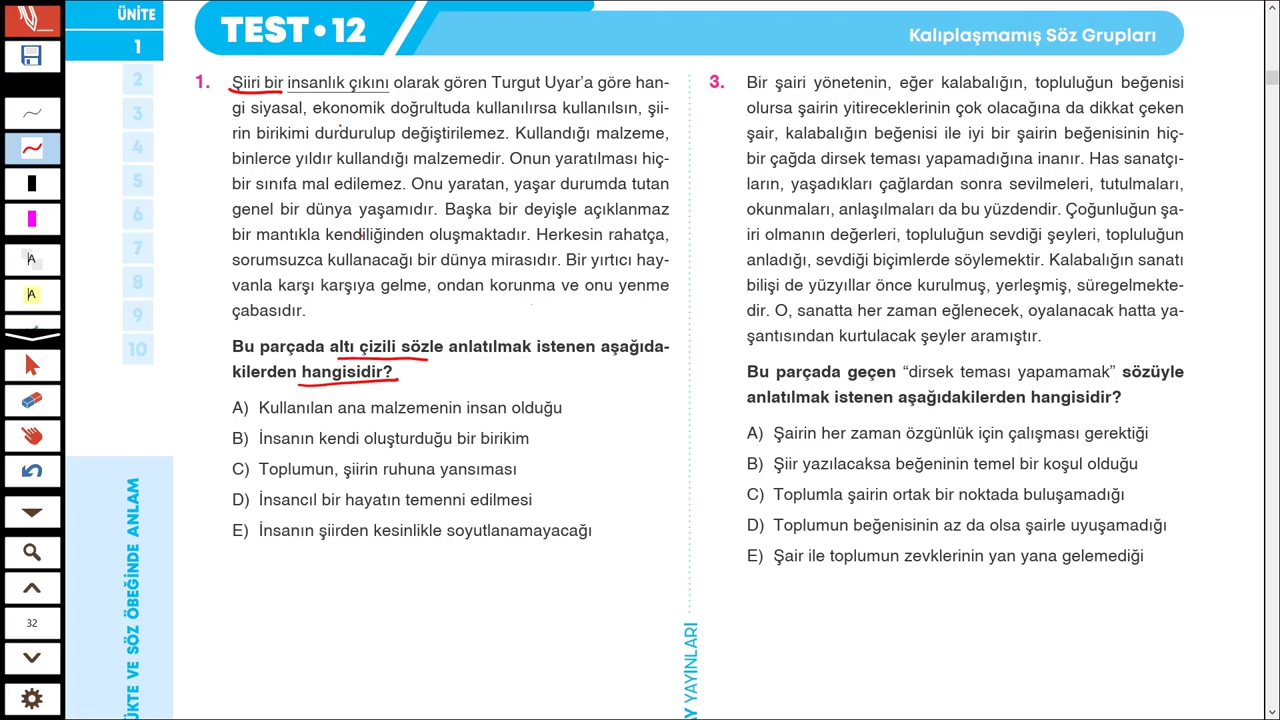 ÜNİTE
1
2
3
4
5
6
7
8
9
10
TEST • 12
Kalıplaşmamış Söz Grupları
1. Şiiri bir insanlık çıkını olarak gören Turgut Uyar’a göre han-
gi siyasal, ekonomik doğrultuda kullanılırsa kullanılsın, şii-
rin birikimi durdurulup değiştirilemez. Kullandığı malzeme,
binlerce yıldır kullandığı malzemedir. Onun yaratılması hiç-
bir sınıfa mal edilemez. Onu yaratan, yaşar durumda tutan
genel bir dünya yaşamıdır. Başka bir deyişle açıklanmaz
bir mantıkla kendiliğinden oluşmaktadır. Herkesin rahatça,
sorumsuzca kullanacağı bir dünya mirasıdır. Bir yırtıcı hay-
vanla karşı karşıya gelme, ondan korunma ve onu yenme
çabasıdır.
Bu parçada altı çizili sözle anlatılmak istenen aşağıda-
kilerden hangisidir?
A) Kullanılan ana malzemenin insan olduğu
B) İnsanın kendi oluşturduğu bir birikim
C) Toplumun, şiirin ruhuna yansıması
D) İnsancıl bir hayatın temenni edilmesi
E) İnsanın şiirden kesinlikle soyutlanamayacağı
3. Bir şairi yönetenin, eğer kalabalığın, topluluğun beğenisi
olursa şairin yitireceklerinin çok olacağına da dikkat çeken
şair, kalabalığın beğenisi ile iyi bir şairin beğenisinin hiç-
bir çağda dirsek teması yapamadığına inanır. Has sanatçı-
ların, yaşadıkları çağlardan sonra sevilmeleri, tutulmaları,
okunmaları, anlaşılmaları da bu yüzdendir. Çoğunluğun şa-
iri olmanın değerleri, topluluğun sevdiği şeyleri, topluluğun
anladığı, sevdiği biçimlerde söylemektir. Kalabalığın sanatı
bilişi de yüzyıllar önce kurulmuş, yerleşmiş, süregelmekte-
dir. O, sanatta her zaman eğlenecek, oyalanacak hatta ya-
şantısından kurtulacak şeyler aramıştır.
Bu parçada geçen “dirsek teması yapamamak” sözüyle
anlatılmak istenen aşağıdakilerden hangisidir?
A) Şairin her zaman özgünlük için çalışması gerektiği
B) Şiir yazılacaksa beğeninin temel bir koşul olduğu
C) Toplumla şairin ortak bir noktada buluşamadığı
D) Toplumun beğenisinin az da olsa şairle uyuşamadığı
E) Şair ile toplumun zevklerinin yan yana gelemediği
ÜKTE VE SÖZ ÖBEĞİNDE ANLAM
YAYINLARI
A
A
32